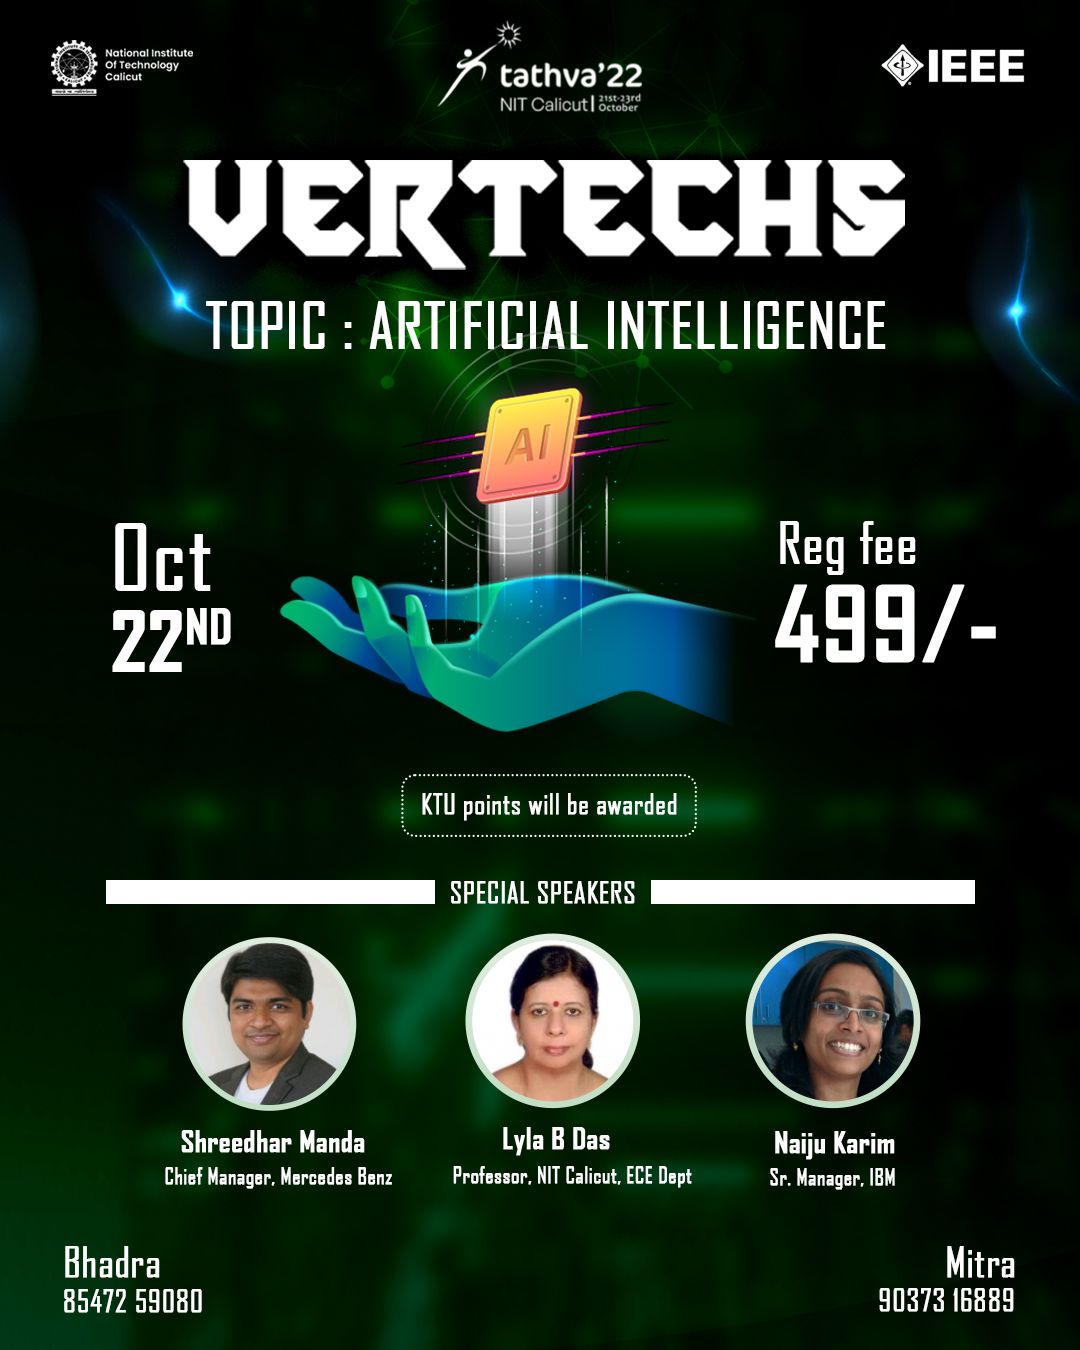 National Institute
Of Technology
Calicut
tathva'22
NIT Calicut | 21st-23rd
October
IEEE
VERTECHS
TOPIC : ARTIFICIAL INTELLIGENCE
AI
Oct
22ND
Reg fee
499/-
KTU points will be awarded
SPECIAL SPEAKERS
Shreedhar Manda
Chief Manager, Mercedes Benz
Lyla B Das
Professor, NIT Calicut, ECE Dept
Naiju Karim
Sr. Manager, IBM
Bhadra
85472 59080
Mitra
90373 16889